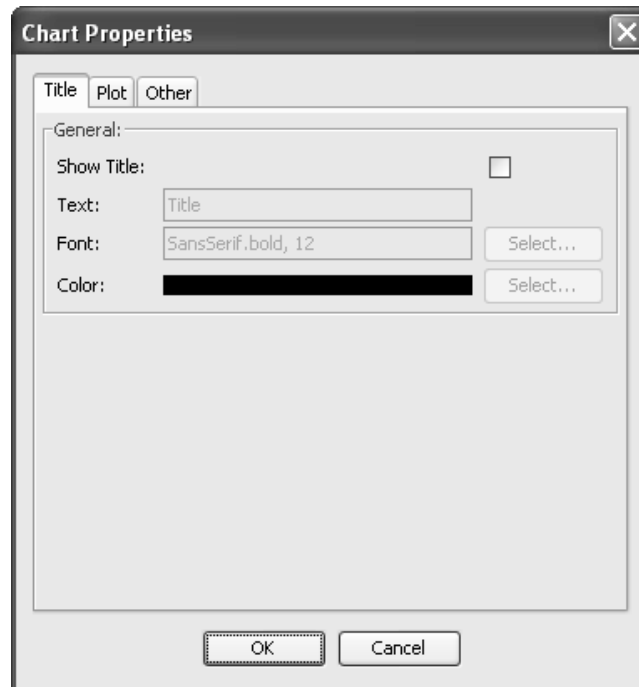 Chart Properties
Title Plot Other
General:
Show Title:
Text: Title
Font: SansSerif.bold, 12 Select...
Color: Select...
OK Cancel